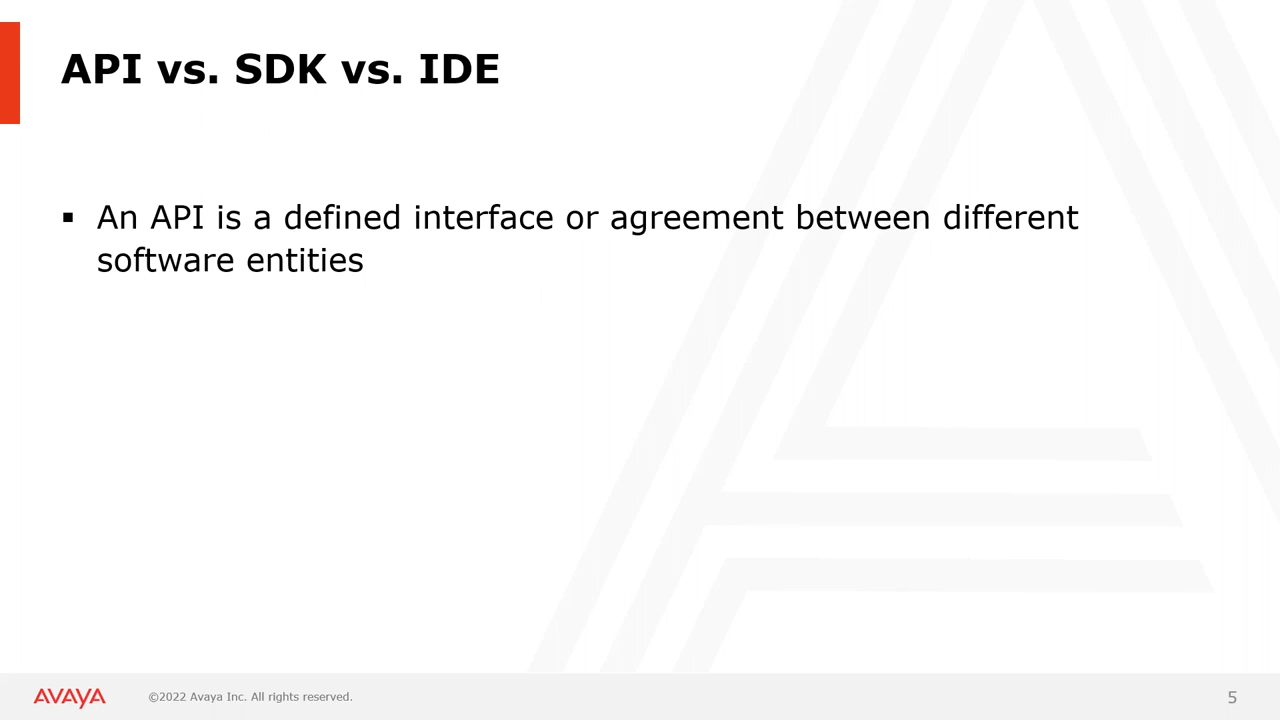 API vs. SDK vs. IDE
▪ An API is a defined interface or agreement between different
software entities
AVAYA
©2022 Avaya Inc. All rights reserved.
5